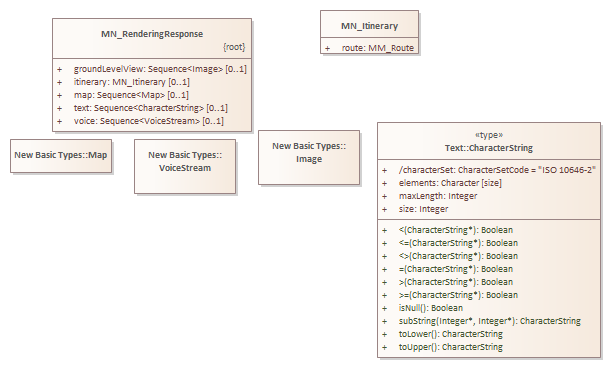 MN_RenderingResponse
{root}
+ groundLevelView: Sequence<Image> [0..1]
+ itinerary: MN_Itinerary [0..1]
+ map: Sequence<Map> [0..1]
+ text: Sequence<CharacterString> [0..1]
+ voice: Sequence<VoiceStream> [0..1]
MN_Itinerary
+ route: MM_Route
New Basic Types::Map
New Basic Types::
VoiceStream
New Basic Types::
Image
«type»
Text::CharacterString
+ /characterSet: CharacterSetCode = "ISO 10646-2"
+ elements: Character [size]
+ maxLength: Integer
+ size: Integer
+ <(CharacterString*): Boolean
+ <=(CharacterString*): Boolean
+ <>(CharacterString*): Boolean
+ =(CharacterString*): Boolean
+ >(CharacterString*): Boolean
+ >=(CharacterString*): Boolean
+ isNull(): Boolean
+ subString(Integer*, Integer*): CharacterString
+ toLower(): CharacterString
+ toUpper(): CharacterString